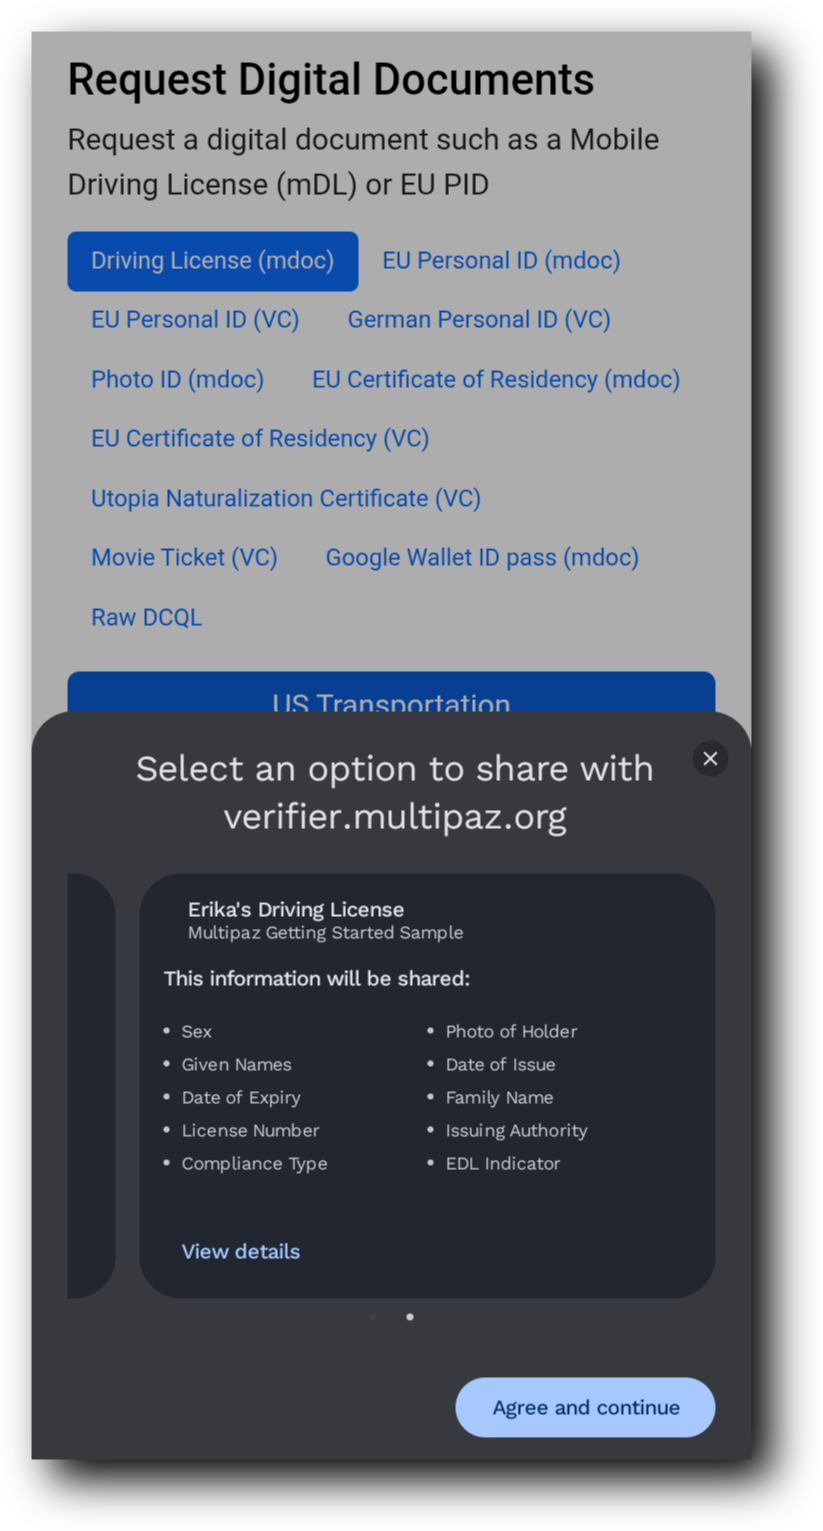 Request Digital Documents
Request a digital document such as a Mobile
Driving License (mDL) or EU PID
Driving License (mdoc) EU Personal ID (mdoc)
EU Personal ID (VC) German Personal ID (VC)
Photo ID (mdoc) EU Certificate of Residency (mdoc)
EU Certificate of Residency (VC)
Utopia Naturalization Certificate (VC)
Movie Ticket (VC) Google Wallet ID pass (mdoc)
Raw DCQL
US Transportation
Select an option to share with
verifier.multipaz.org
Erika's Driving License
Multipaz Getting Started Sample
This information will be shared:
• Sex • Photo of Holder
• Given Names • Date of Issue
• Date of Expiry • Family Name
• License Number • Issuing Authority
• Compliance Type • EDL Indicator
View details
Agree and continue